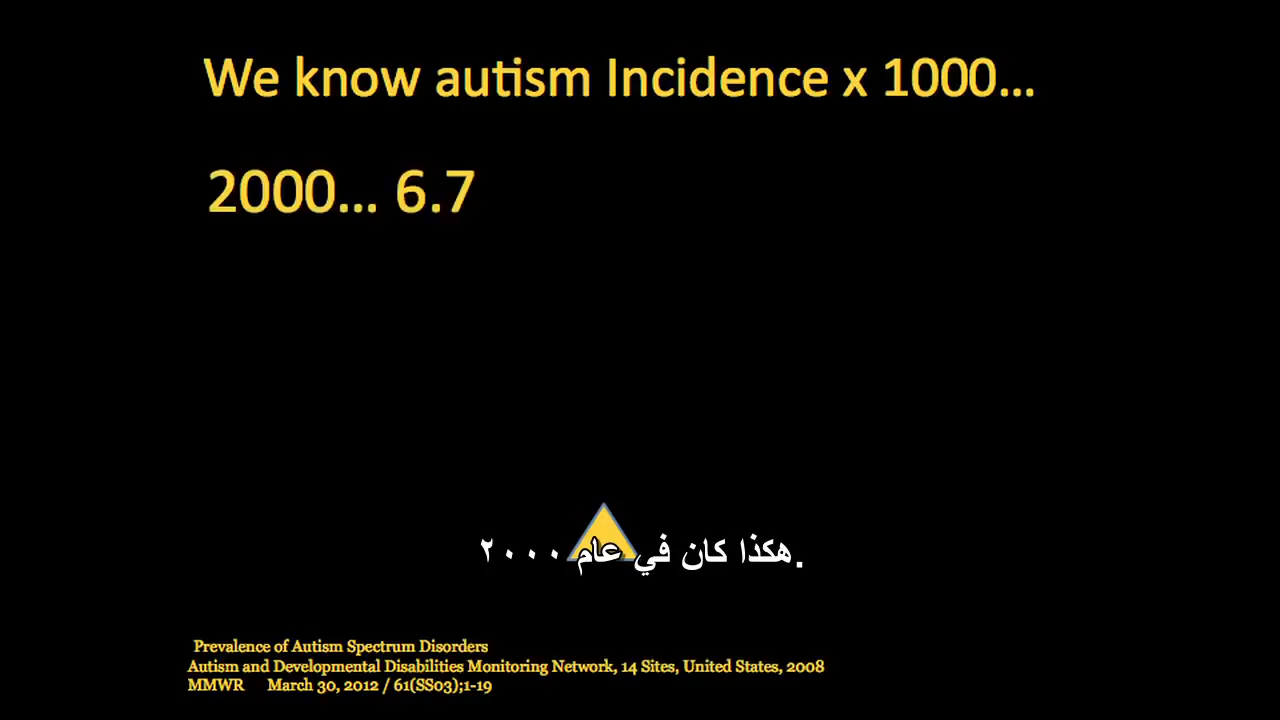 We know autism Incidence x 1000...
2000... 6.7
هكذا كان في عام ٢٠٠٠.
Prevalence of Autism Spectrum Disorders
Autism and Developmental Disabilities Monitoring Network, 14 Sites, United States, 2008
MMWR March 30, 2012 / 61(SS03);1-19